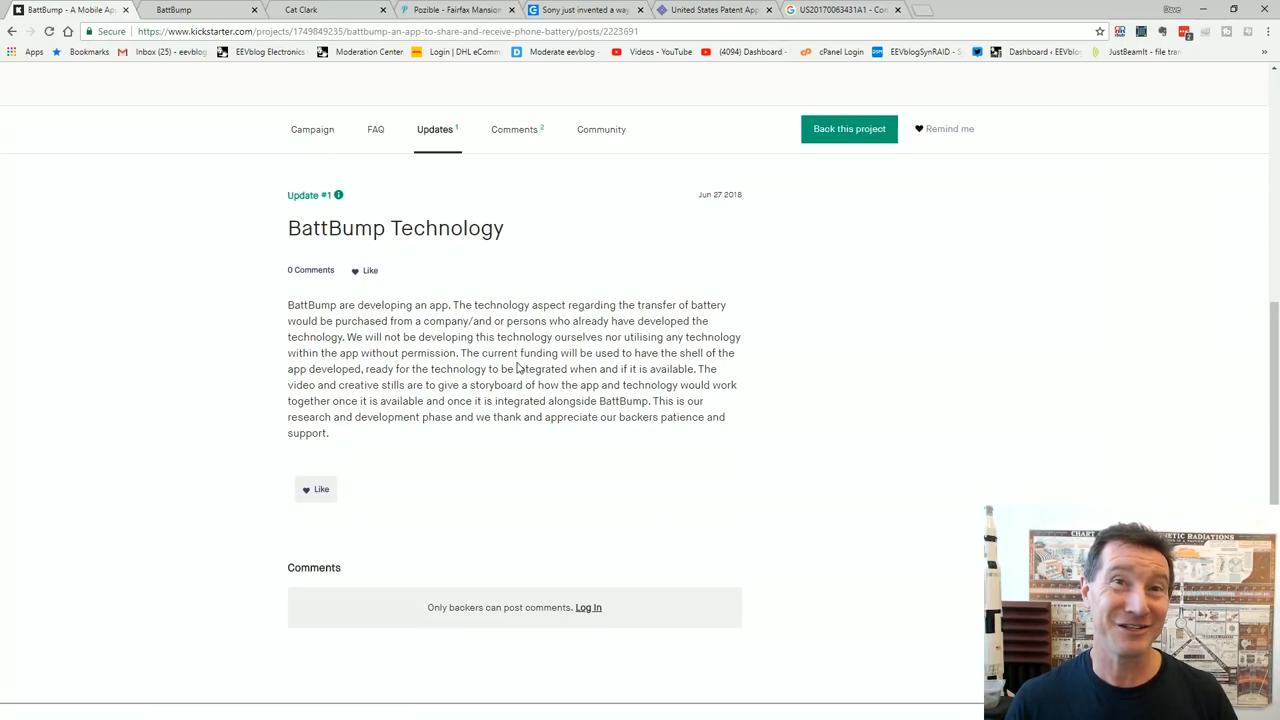 BattBump - A Mobile Ap
BattBump
Cat Clark
Pozible - Fairfax Mansion
Sony just invented a way
United States Patent App
US20170063431A1 - Con
Secure
https://www.kickstarter.com/projects/1749849235/battbump-an-app-to-share-and-receive-phone-battery/posts/2223691
Apps
Bookmarks
Inbox (25) - eevblog
EEVblog Electronics
Moderation Center
Login | DHL eComm
Moderate eevblog
Videos - YouTube
(4094) Dashboard -
cPanel Login
EEVblogSynRAID - S
Dashboard ‹ EEVblo
JustBeamIt - file tran
Campaign
FAQ
Updates 1
Comments 2
Community
Back this project
Remind me
Update #1
Jun 27 2018
BattBump Technology
0 Comments
Like
BattBump are developing an app. The technology aspect regarding the transfer of battery
would be purchased from a company/and or persons who already have developed the
technology. We will not be developing this technology ourselves nor utilising any technology
within the app without permission. The current funding will be used to have the shell of the
app developed, ready for the technology to be integrated when and if it is available. The
video and creative stills are to give a storyboard of how the app and technology would work
together once it is available and once it is integrated alongside BattBump. This is our
research and development phase and we thank and appreciate our backers patience and
support.
Like
Comments
Only backers can post comments. Log In